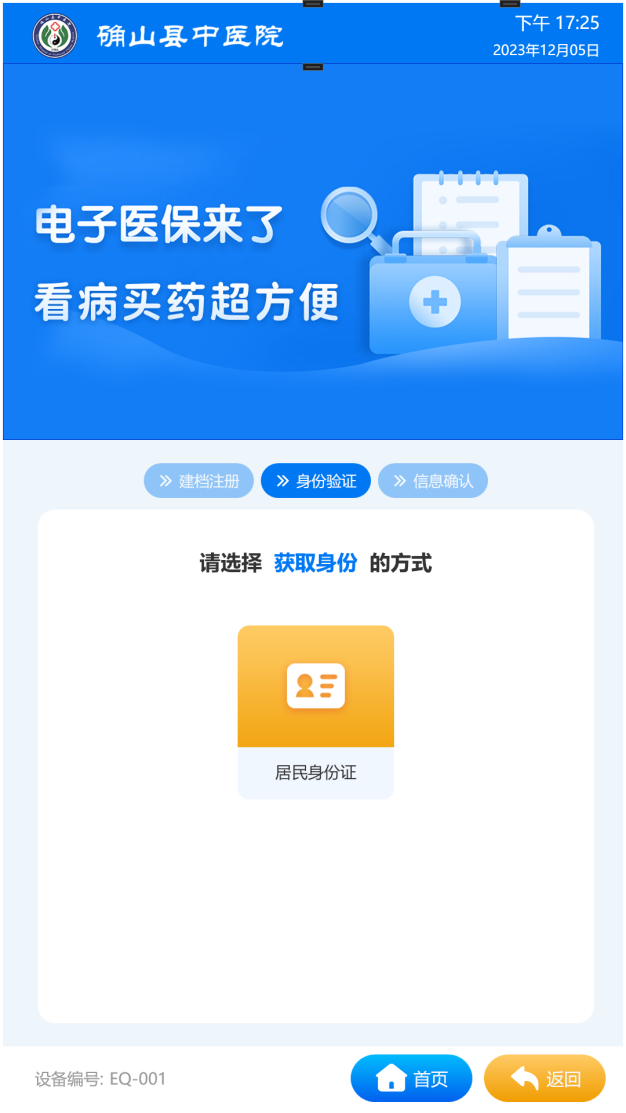 确山县中医院
下午 17:25
2023年12月05日
电子医保来了
看病买药超方便
建档注册 身份验证 信息确认
请选择 获取身份 的方式
居民身份证
设备编号: EQ-001
首页 返回